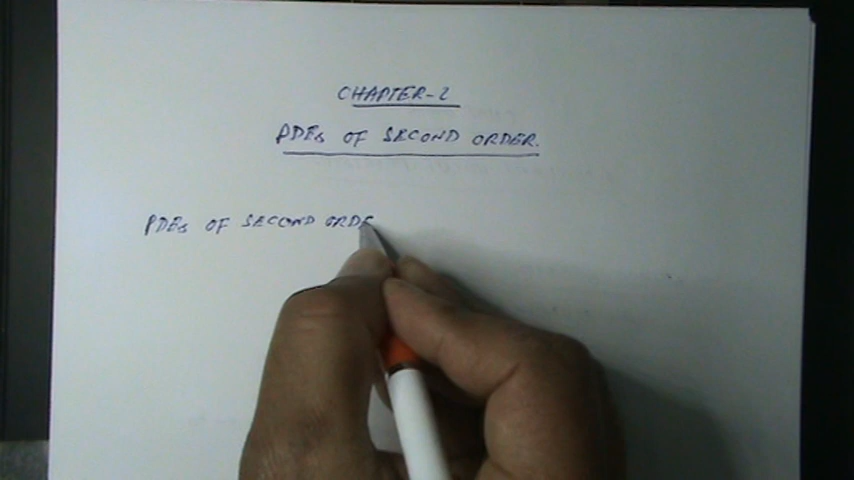 CHAPTER-2
PDEs OF SECOND ORDER.
PDEs OF SECOND ORDE